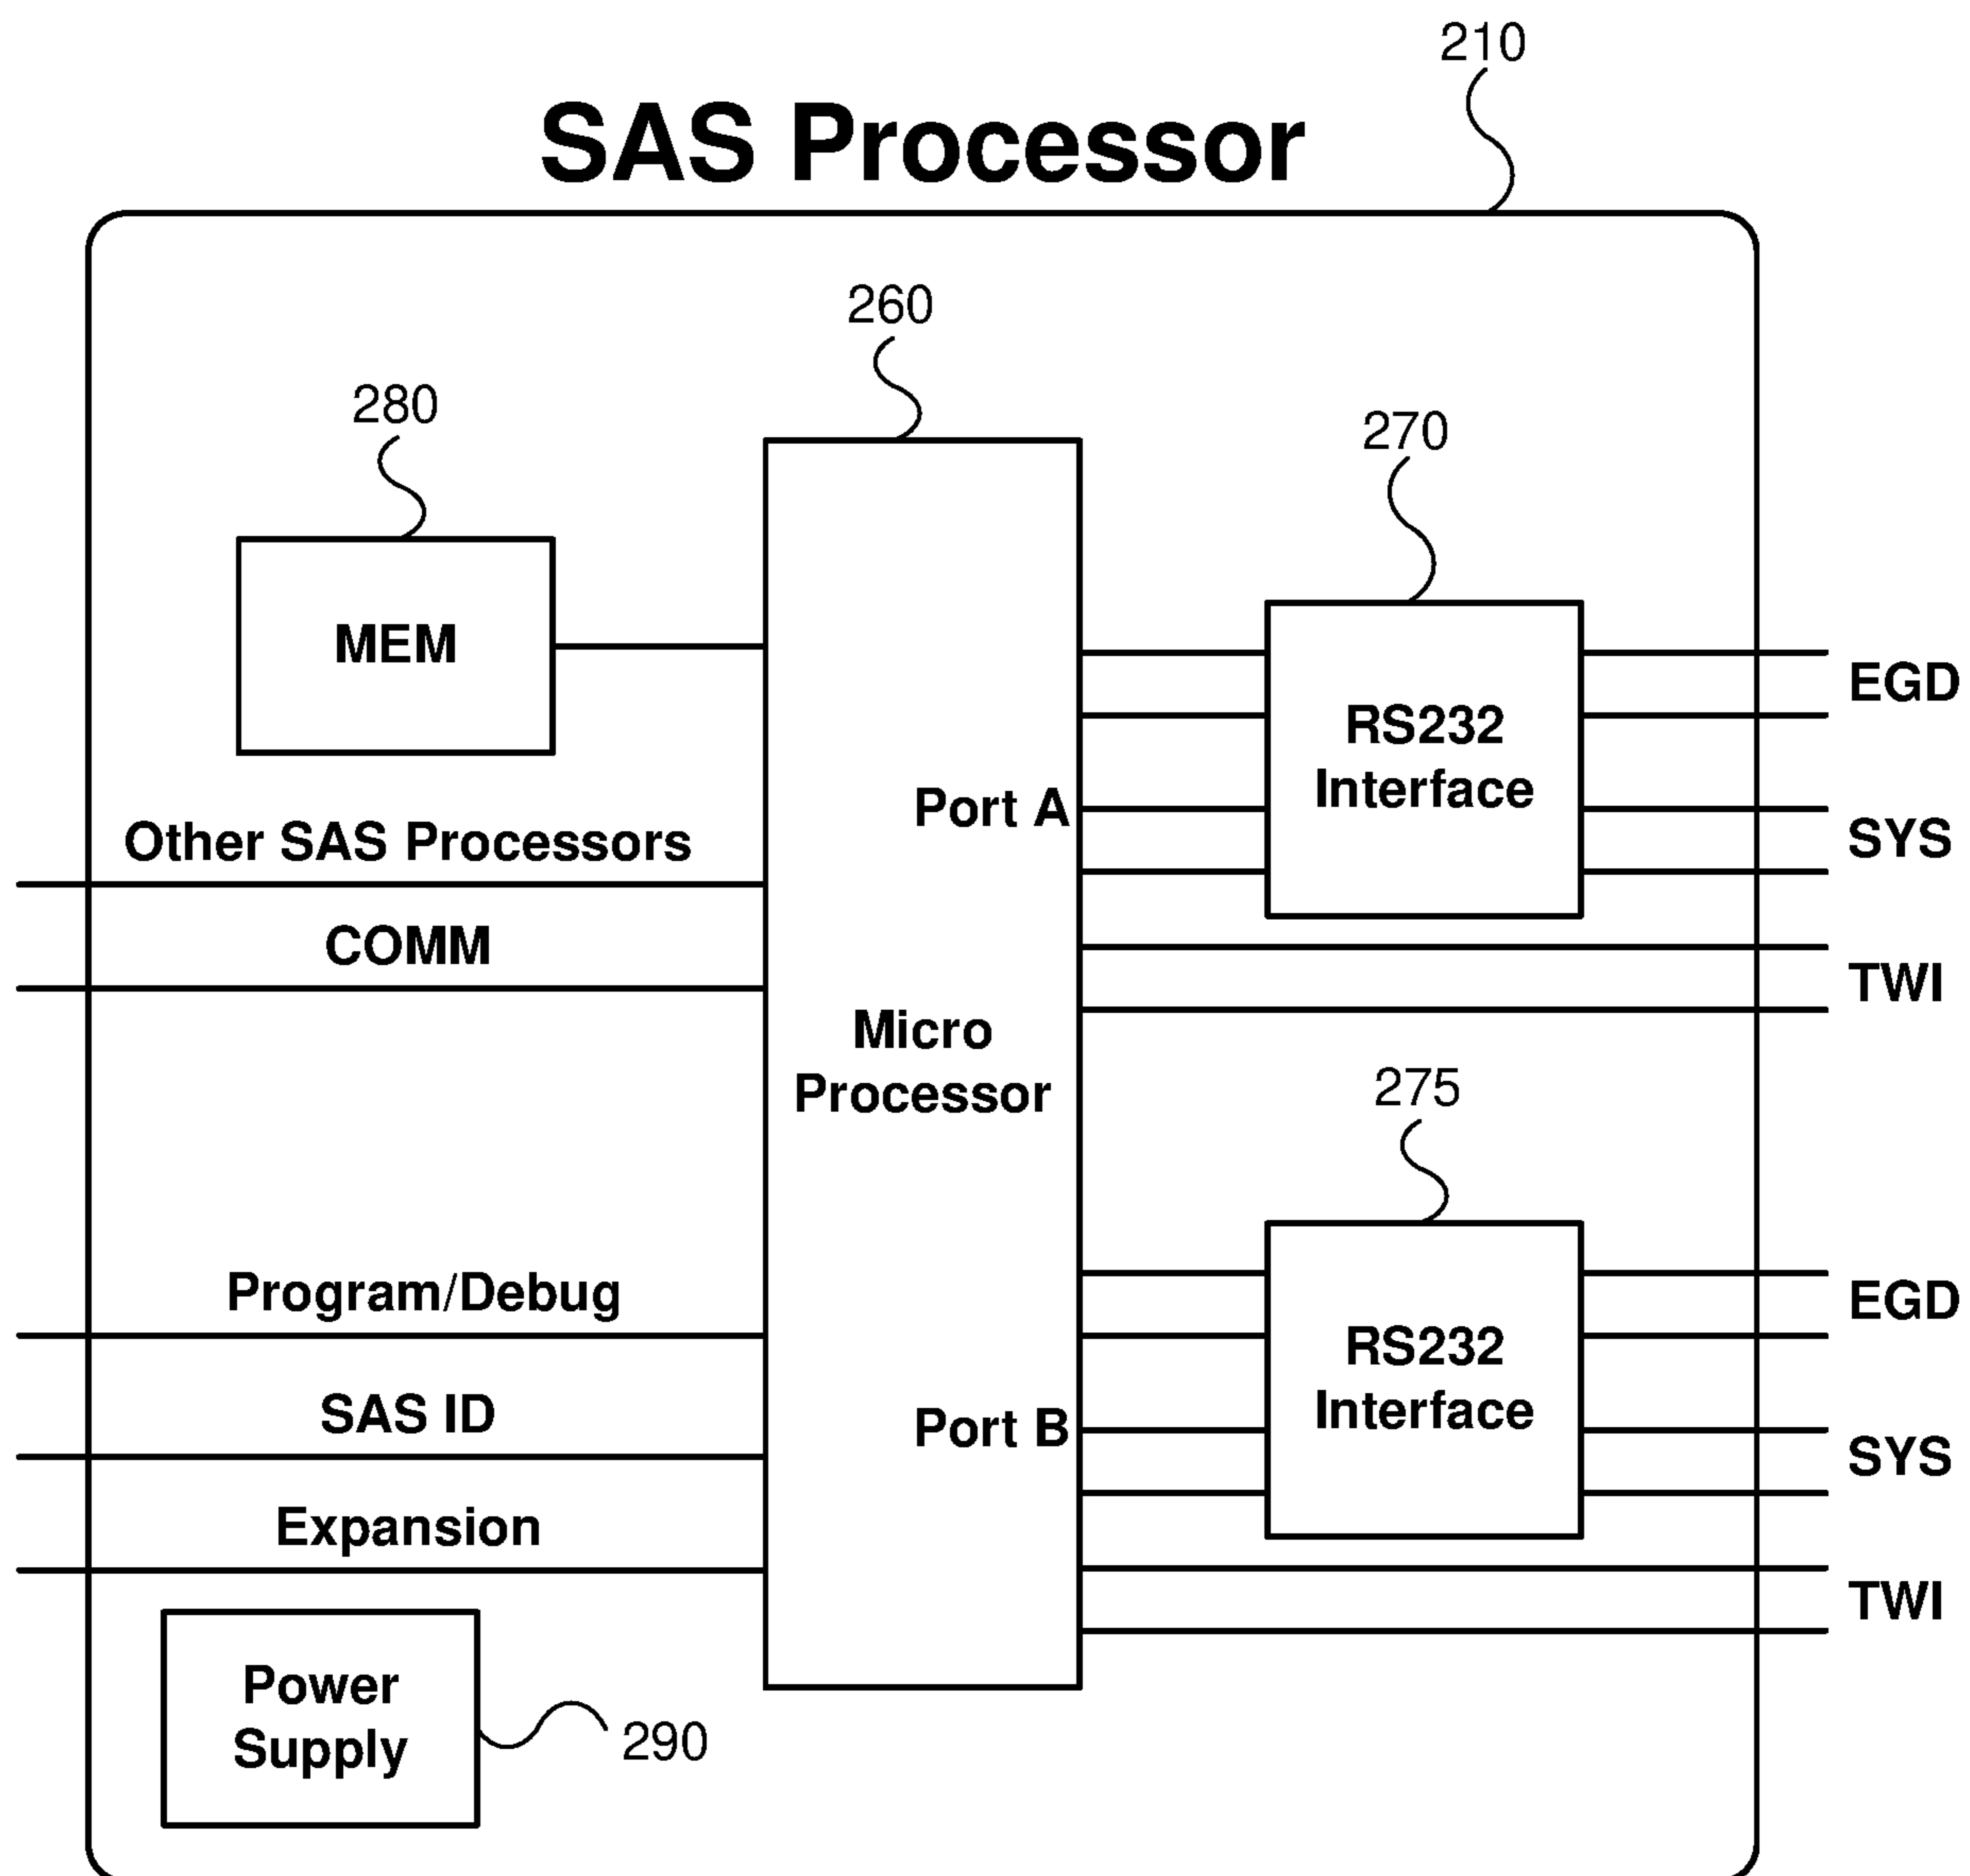 210
SAS Processor
260
280
270
MEM
RS232
Interface
EGD
Port A
SYS
Other SAS Processors
COMM
TWI
Micro
Processor
275
Program/Debug
RS232
Interface
EGD
SAS ID
Port B
SYS
Expansion
TWI
Power
Supply
290